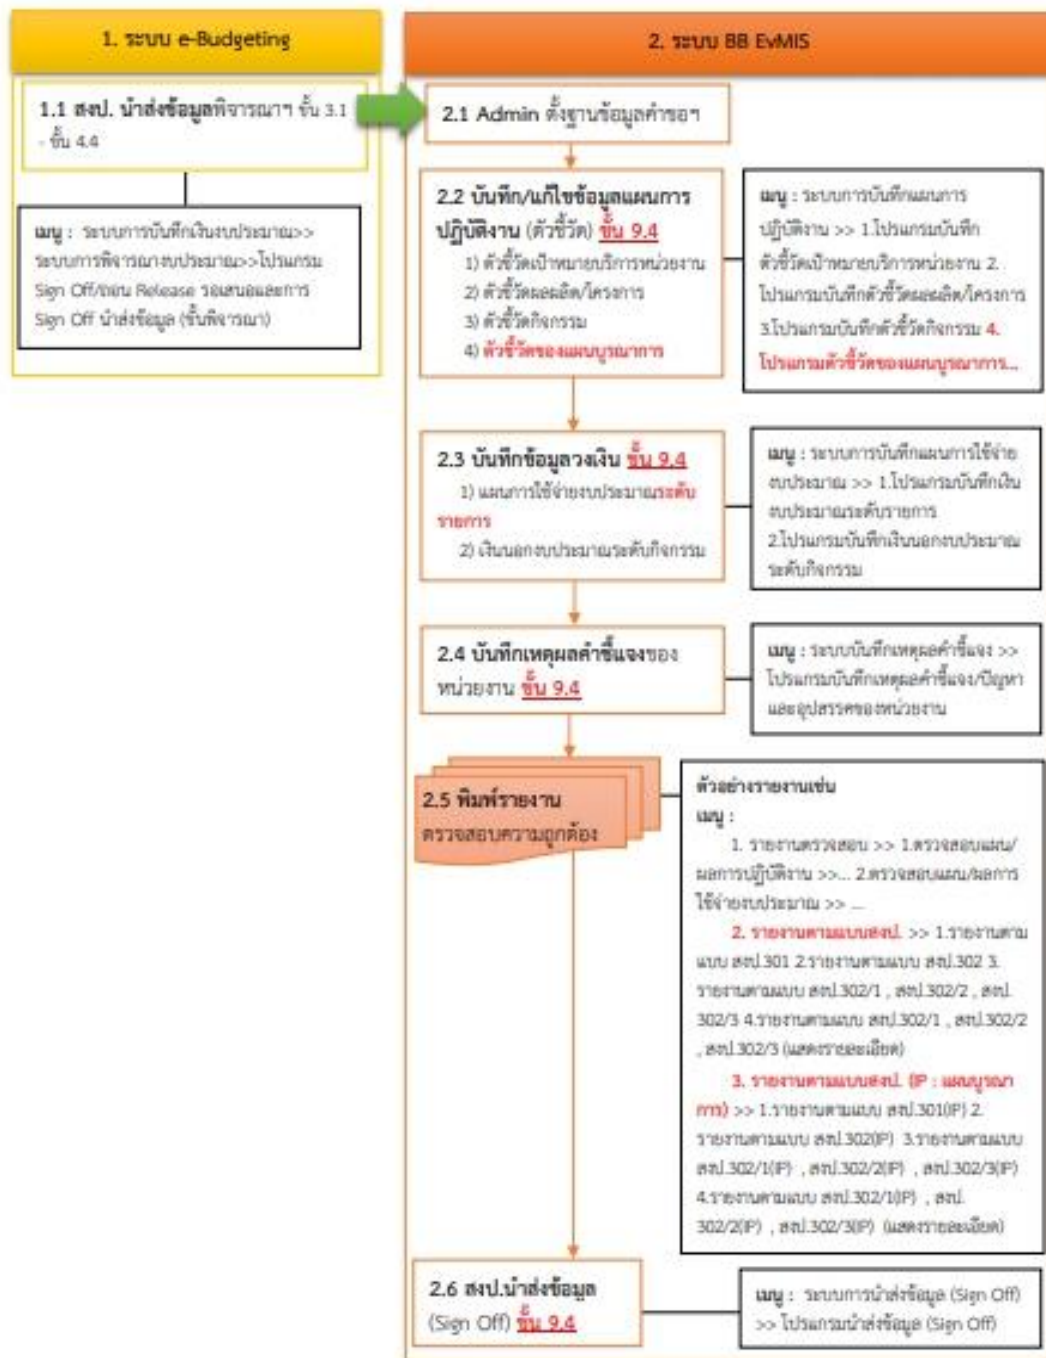 1. ระบบ e-Budgeting
1.1 สงป. นำส่งข้อมูลพิจารณาฯ ขั้น 3.1
- ขั้น 4.4
เมนู : ระบบการบันทึกเงินงบประมาณ>>
ระบบการพิจารณางบประมาณ>>โปรแกรม
Sign Off/ถอน Release รอเสนอและการ
Sign Off นำส่งข้อมูล (ขั้นพิจารณา)
2. ระบบ BB EvMIS
2.1 Admin ตั้งฐานข้อมูลคำขอฯ
2.2 บันทึก/แก้ไขข้อมูลแผนการ
ปฏิบัติงาน (ตัวชี้วัด) ขั้น 9.4
1) ตัวชี้วัดเป้าหมายบริการหน่วยงาน
2) ตัวชี้วัดผลผลิต/โครงการ
3) ตัวชี้วัดกิจกรรม
4) ตัวชี้วัดของแผนบูรณาการ
เมนู : ระบบการบันทึกแผนการ
ปฏิบัติงาน >> 1.โปรแกรมบันทึก
ตัวชี้วัดเป้าหมายบริการหน่วยงาน 2.
โปรแกรมบันทึกตัวชี้วัดผลผลิต/โครงการ
3.โปรแกรมบันทึกตัวชี้วัดกิจกรรม 4.
โปรแกรมตัวชี้วัดของแผนบูรณาการ...
2.3 บันทึกข้อมูลวงเงิน ขั้น 9.4
1) แผนการใช้จ่ายงบประมาณระดับ
รายการ
2) เงินนอกงบประมาณระดับกิจกรรม
เมนู : ระบบการบันทึกแผนการใช้จ่าย
งบประมาณ >> 1.โปรแกรมบันทึกเงิน
งบประมาณระดับรายการ
2.โปรแกรมบันทึกเงินนอกงบประมาณ
ระดับกิจกรรม
2.4 บันทึกเหตุผลคำชี้แจงของ
หน่วยงาน ขั้น 9.4
เมนู : ระบบบันทึกเหตุผลคำชี้แจง >>
โปรแกรมบันทึกเหตุผลคำชี้แจง/ปัญหา
และอุปสรรคของหน่วยงาน
2.5 พิมพ์รายงาน
ตรวจสอบความถูกต้อง
ตัวอย่างรายงานเช่น
เมนู :
1. รายงานตรวจสอบ >> 1.ตรวจสอบแผน/
ผลการปฏิบัติงาน >>... 2.ตรวจสอบแผน/ผลการ
ใช้จ่ายงบประมาณ >> ...
2. รายงานตามแบบสงป. >> 1.รายงานตาม
แบบ สงป.301 2.รายงานตามแบบ สงป.302 3.
รายงานตามแบบ สงป.302/1 , สงป.302/2 , สงป.
302/3 4.รายงานตามแบบ สงป.302/1 , สงป.302/2
, สงป.302/3 (แสดงรายละเอียด)
3. รายงานตามแบบสงป. (IP : แผนบูรณา
การ) >> 1.รายงานตามแบบ สงป.301(IP) 2.
รายงานตามแบบ สงป.302(IP) 3.รายงานตามแบบ
สงป.302/1(IP) , สงป.302/2(IP) , สงป.302/3(IP)
4.รายงานตามแบบ สงป.302/1(IP) , สงป.
302/2(IP) , สงป.302/3(IP) (แสดงรายละเอียด)
2.6 สงป.นำส่งข้อมูล
(Sign Off) ขั้น 9.4
เมนู : ระบบการนำส่งข้อมูล (Sign Off)
>> โปรแกรมนำส่งข้อมูล (Sign Off)